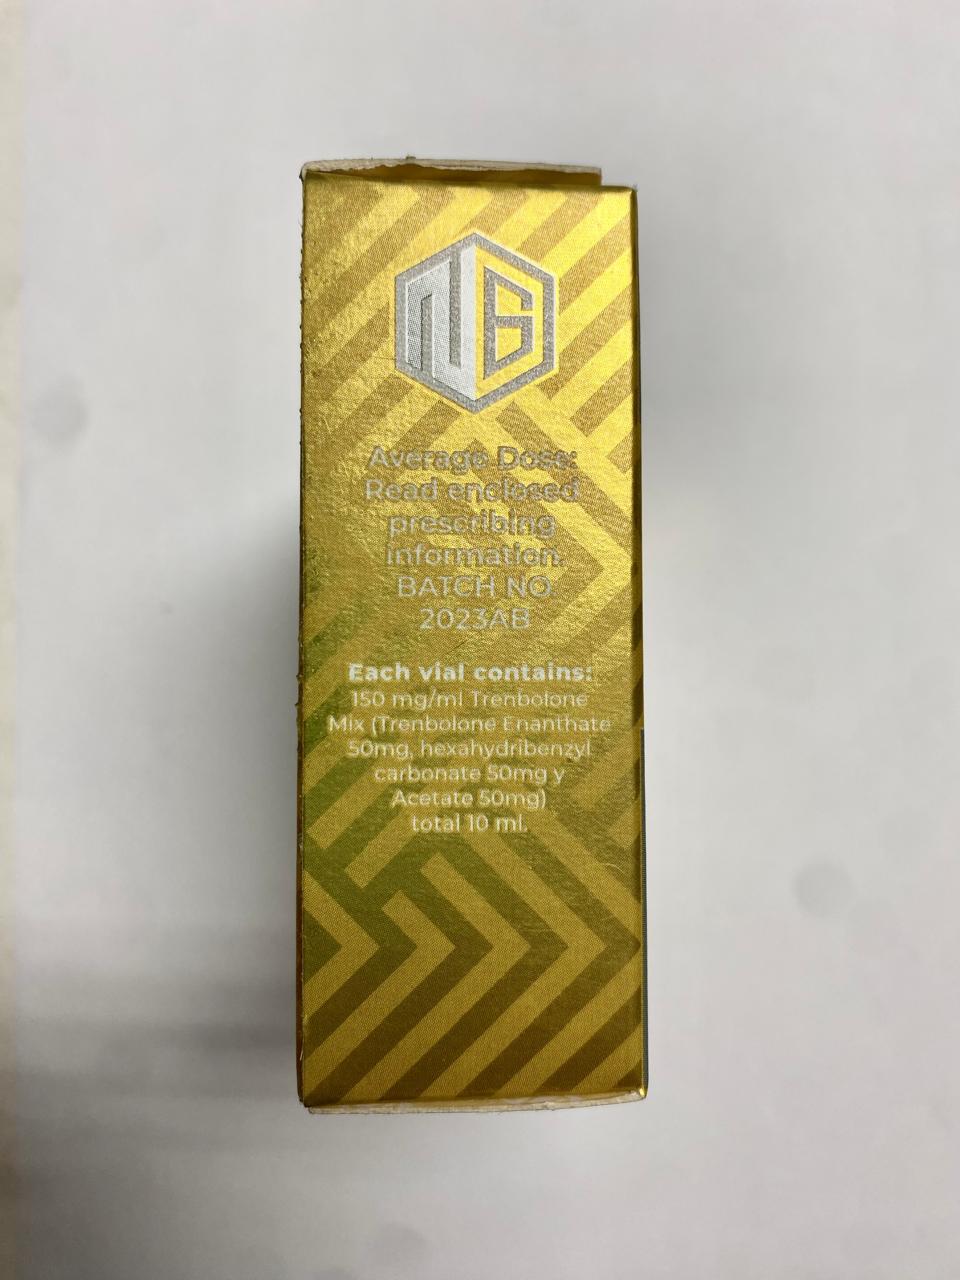 NG
Average Dose:
Read enclosed
prescribing
information.
BATCH NO.
2023AB
Each vial contains:
150 mg/ml Trenbolone
Mix (Trenbolone Enanthate
50mg, hexahydribenzyl
carbonate 50mg y
Acetate 50mg)
total 10 ml.